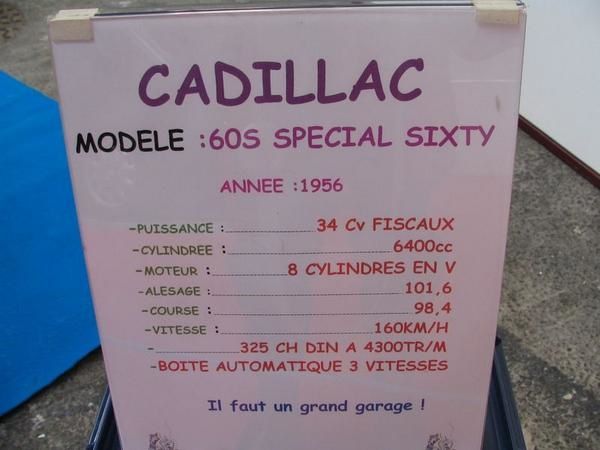 CADILLAC
MODELE :60S SPECIAL SIXTY
ANNEE :1956
-PUISSANCE :.................... 34 Cv FISCAUX
-CYLINDREE :........................................6400cc
-MOTEUR :..................8 CYLINDRES EN V
-ALESAGE :............................................101,6
-COURSE :..............................................98,4
-VITESSE :....................................160KM/H
-....................325 CH DIN A 4300TR/M
-BOITE AUTOMATIQUE 3 VITESSES
Il faut un grand garage !